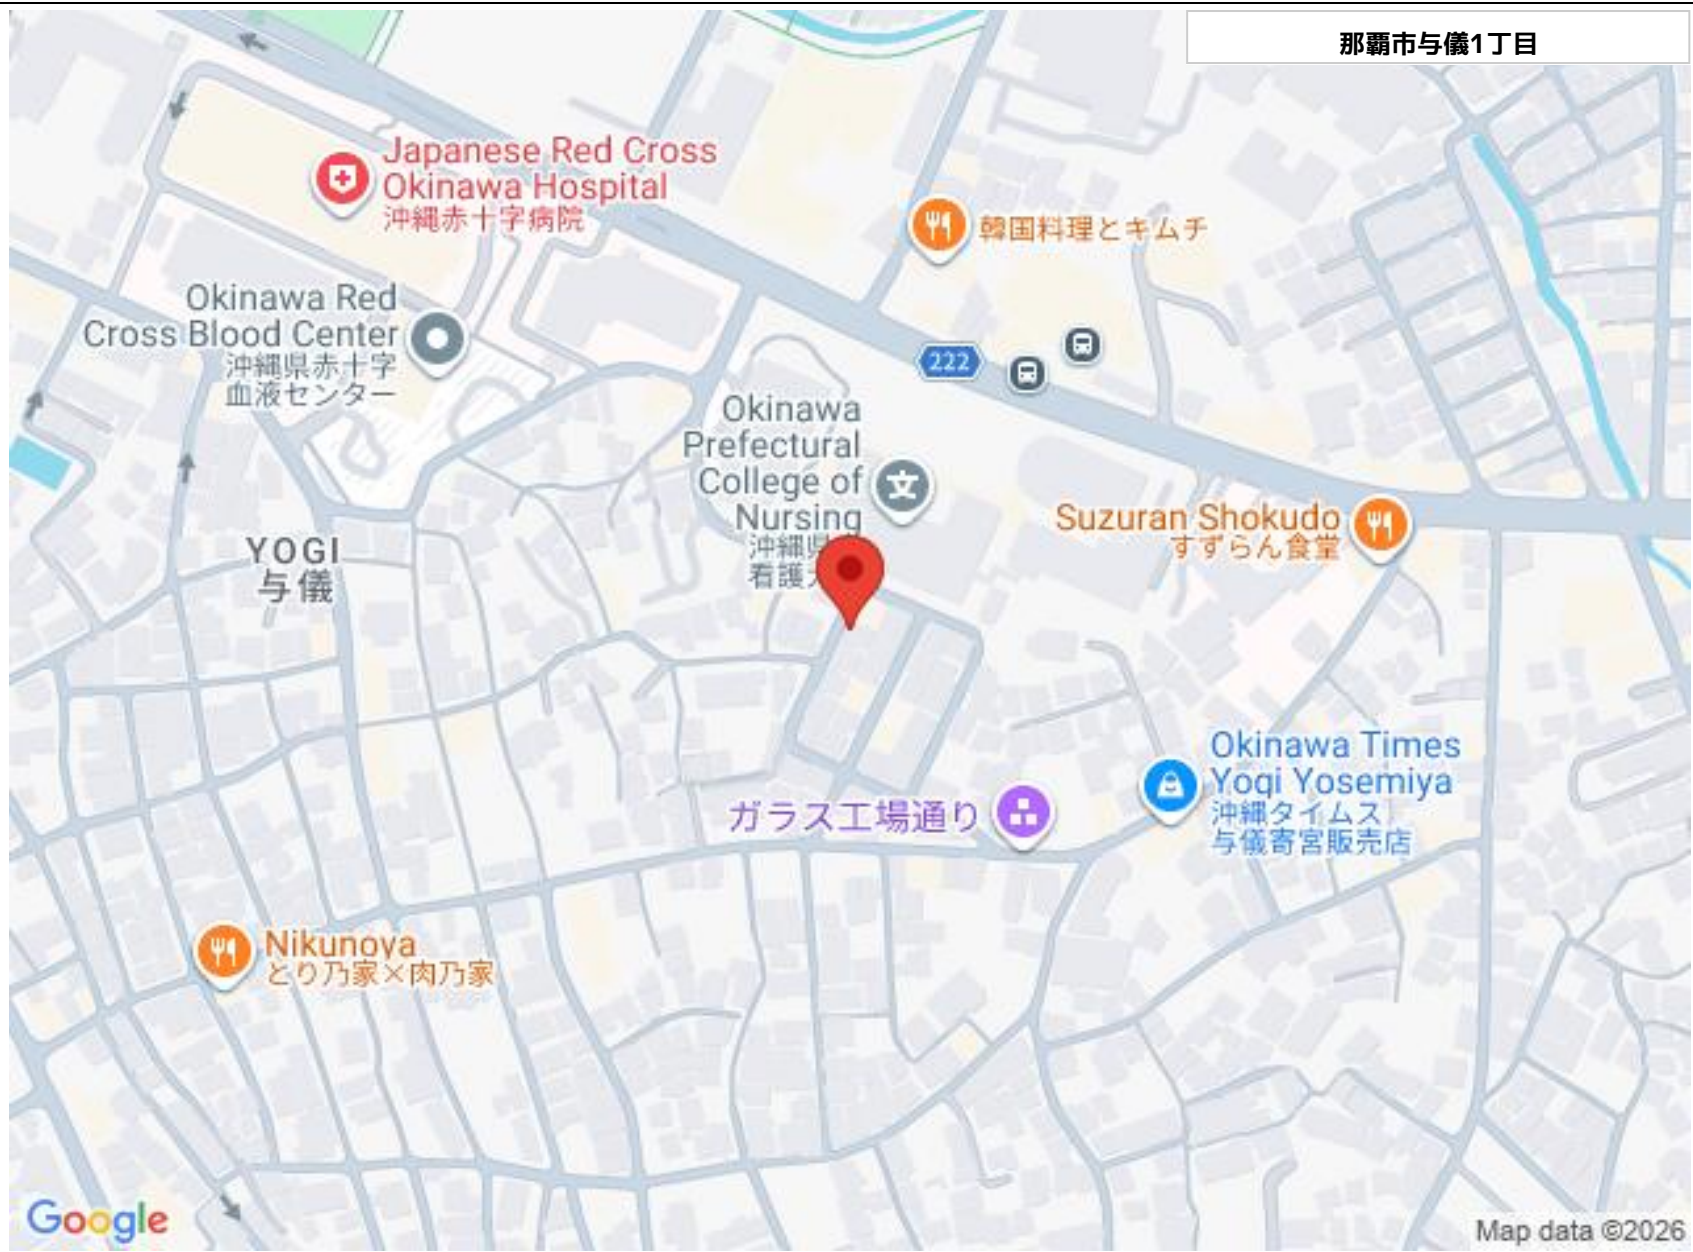 那覇市与儀1丁目
Japanese Red Cross
Okinawa Hospital
沖縄赤十字病院
韓国料理とキムチ
Okinawa Red
Cross Blood Center
沖縄県赤十字
血液センター
222
Okinawa
Prefectural
College of
Nursing
沖縄県
看護
Suzuran Shokudo
すずらん食堂
YOGI
与儀
Okinawa Times
Yogi Yosemiya
沖縄タイムス
与儀寄宮販売店
ガラス工場通り
Nikunoya
とり乃家×肉乃家
Google
Map data ©2026